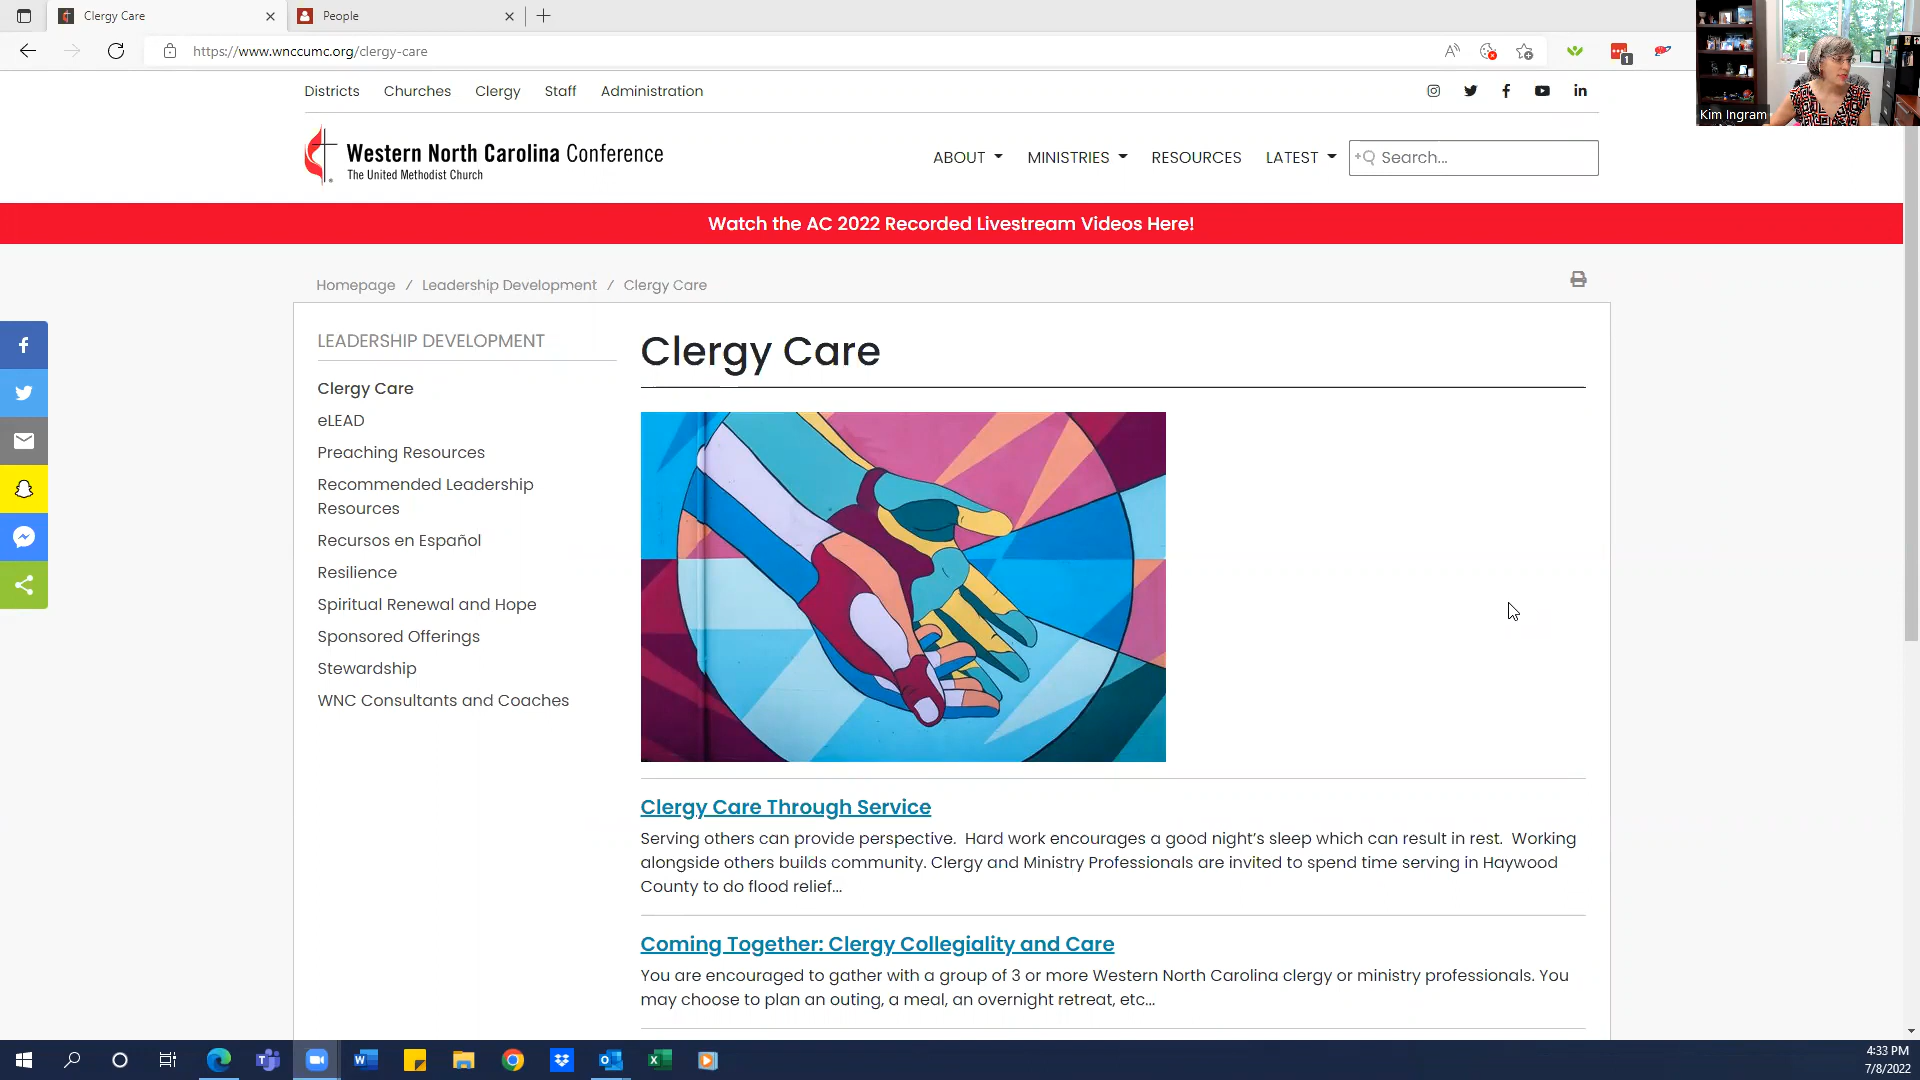 Clergy Care
People
https://www.wnccumc.org/clergy-care
1
Kim Ingram
Districts
Churches
Clergy
Staff
Administration
Western North Carolina Conference
The United Methodist Church
ABOUT
MINISTRIES
RESOURCES
LATEST
Search...
Watch the AC 2022 Recorded Livestream Videos Here!
Homepage / Leadership Development / Clergy Care
LEADERSHIP DEVELOPMENT
Clergy Care
eLEAD
Preaching Resources
Recommended Leadership
Resources
Recursos en Español
Resilience
Spiritual Renewal and Hope
Sponsored Offerings
Stewardship
WNC Consultants and Coaches
Clergy Care
Clergy Care Through Service
Serving others can provide perspective. Hard work encourages a good night's sleep which can result in rest. Working
alongside others builds community. Clergy and Ministry Professionals are invited to spend time serving in Haywood
County to do flood relief...
Coming Together: Clergy Collegiality and Care
You are encouraged to gather with a group of 3 or more Western North Carolina clergy or ministry professionals. You
may choose to plan an outing, a meal, an overnight retreat, etc...
4:33 PM
7/8/2022